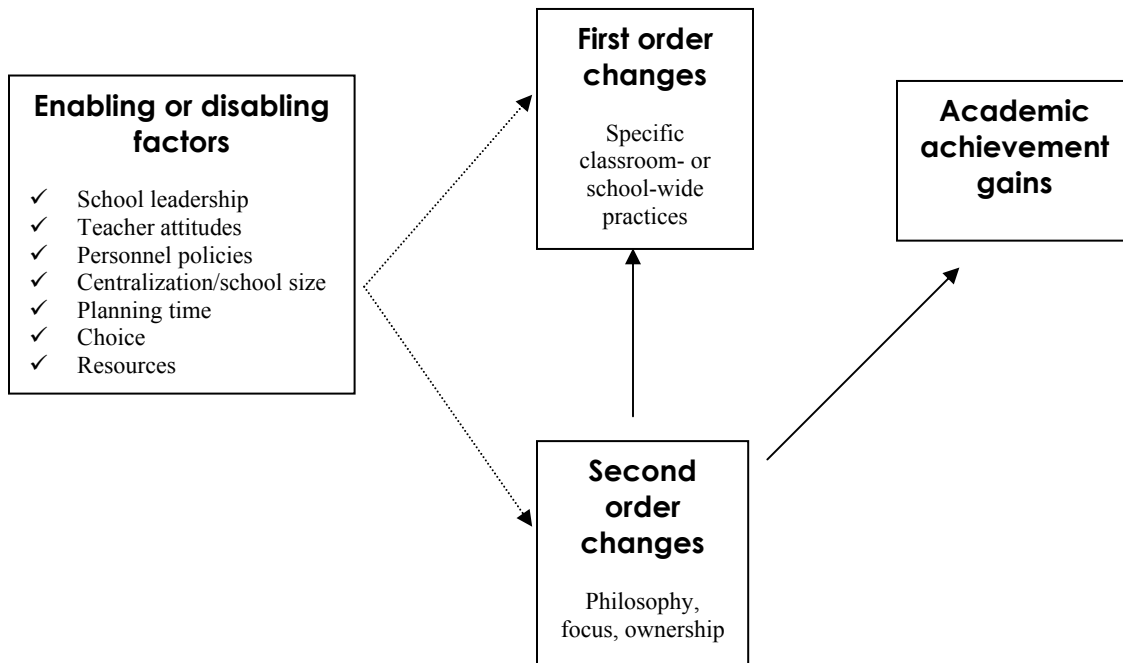 Enabling or disabling
factors
✓ School leadership
✓ Teacher attitudes
✓ Personnel policies
✓ Centralization/school size
✓ Planning time
✓ Choice
✓ Resources
First order
changes
Specific
classroom- or
school-wide
practices
Second
order
changes
Philosophy,
focus, ownership
Academic
achievement
gains